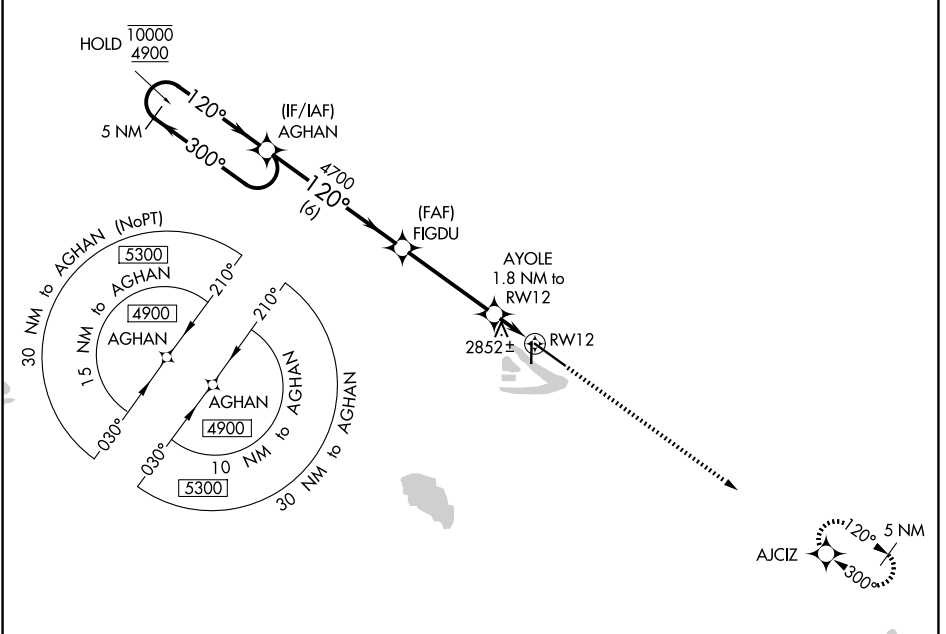 HOLD 10000
4900
120°
5 NM
300°
(IF/IAF)
AGHAN
4700
120°
(6)
(FAF)
FIGDU
AYOLE
1.8 NM to
RW12
2852±
RW12
30 NM to AGHAN (NoPT)
5300
15 NM to AGHAN
4900
AGHAN
210°
030°
210°
AGHAN
4900
10 NM to AGHAN
5300
30 NM to AGHAN
030°
AJCIZ
120°
5 NM
300°